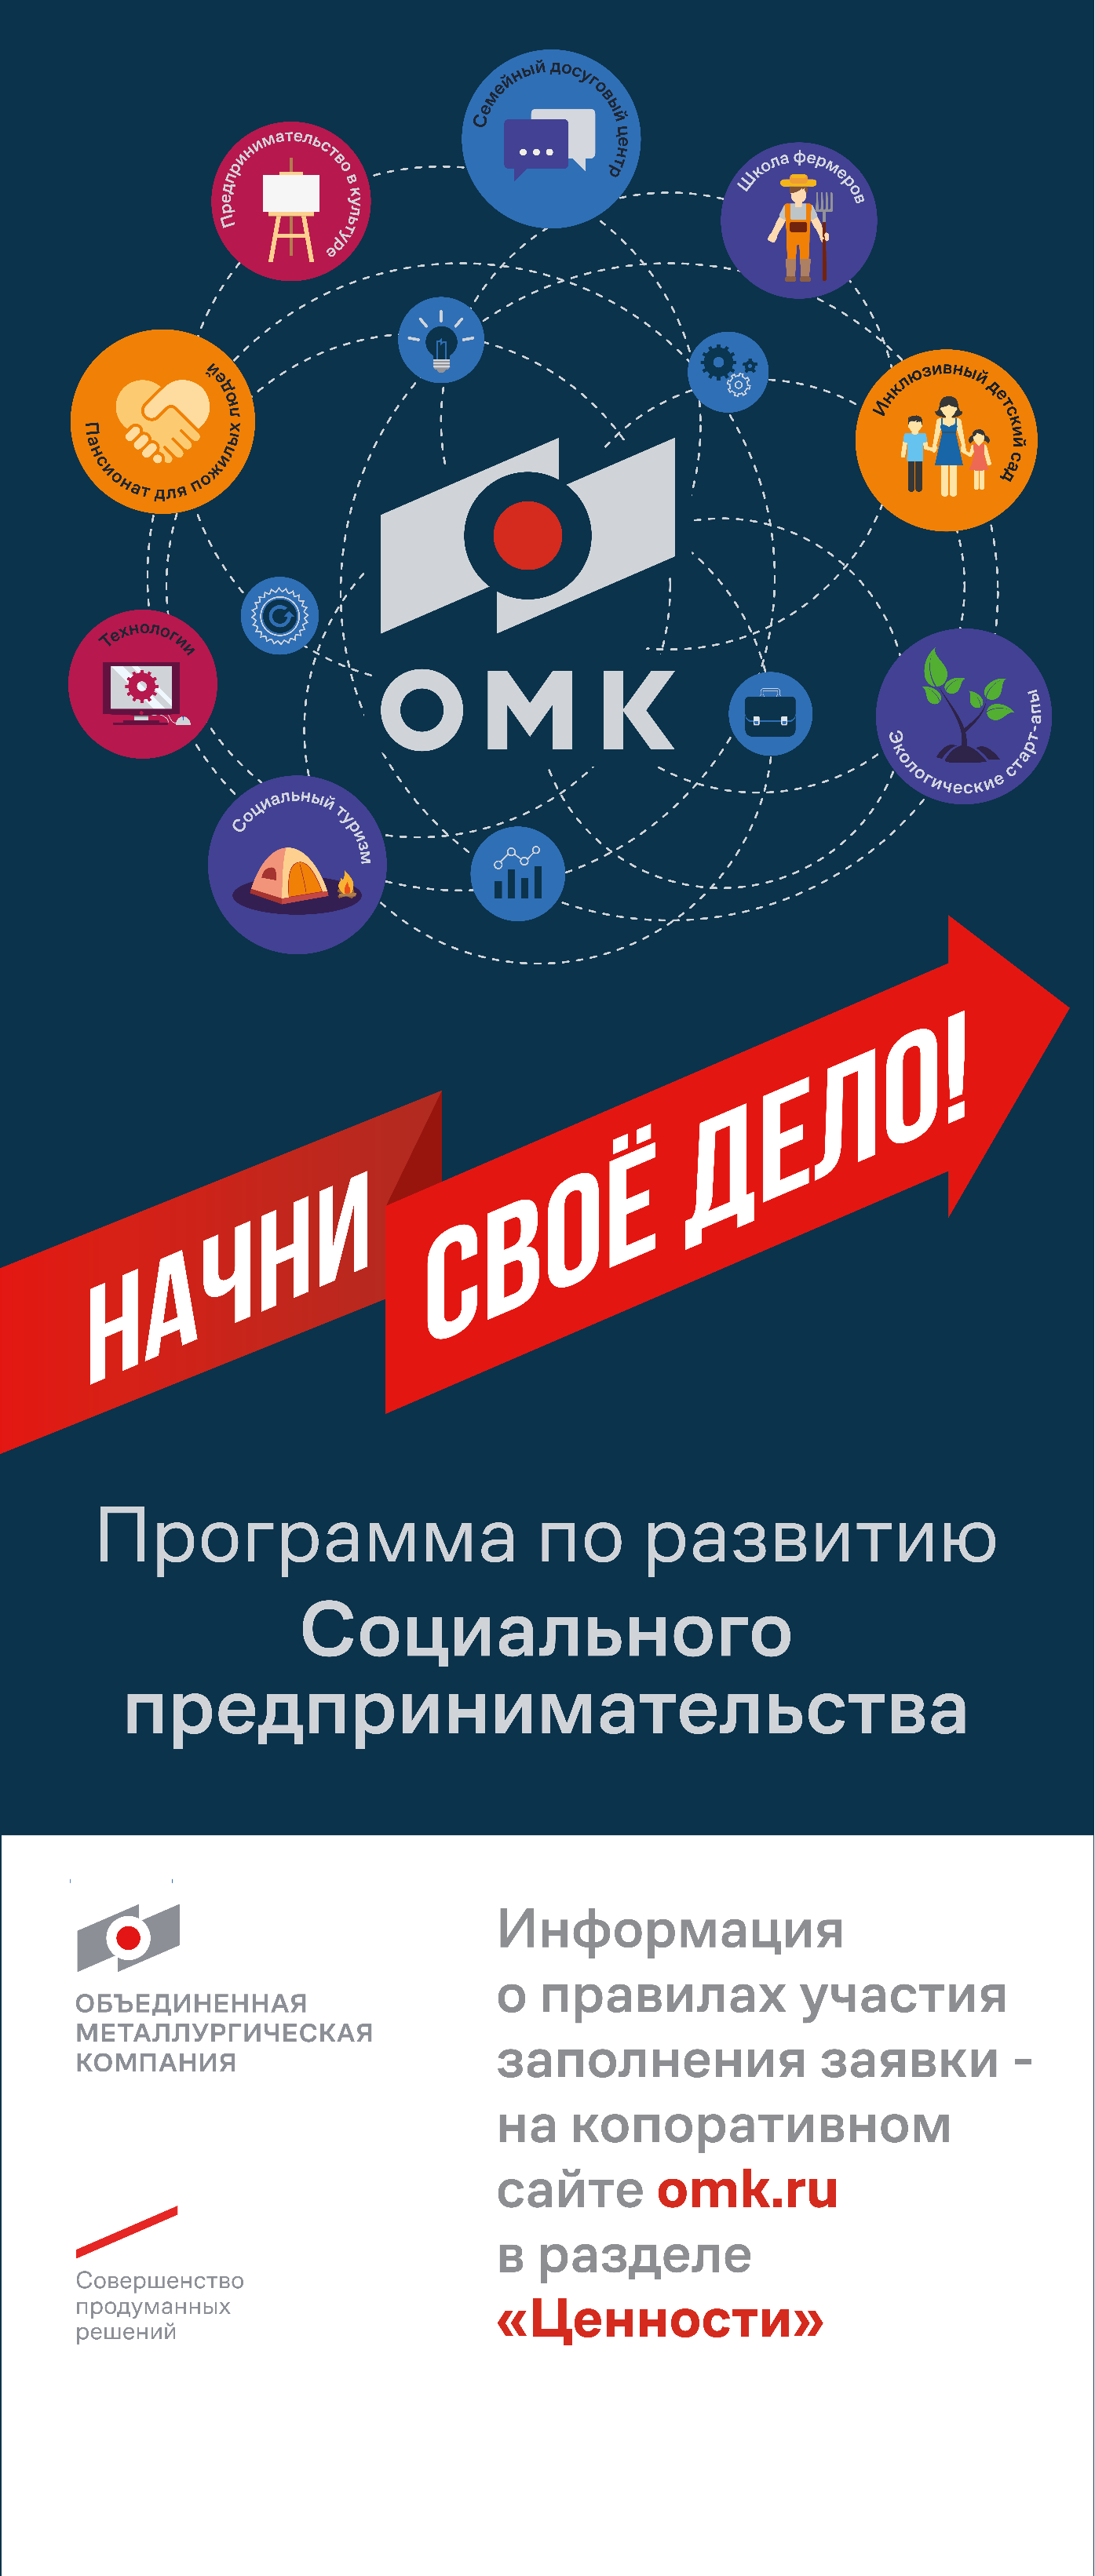 Семейный досуговый центр
Предпринимательство в культуре
Школа фермеров
Пансионат для пожилых людей
Инклюзивный детский сад
ОМК
Технологии
Экологические старт-апы
Социальный туризм
НАЧНИ СВОЁ ДЕЛО!
Программа по развитию
Социального
предпринимательства
ОБЪЕДИНЕННАЯ
МЕТАЛЛУРГИЧЕСКАЯ
КОМПАНИЯ
Совершенство
продуманных
решений
Информация
о правилах участия
заполнения заявки -
на копоративном
сайте omk.ru
в разделе
«Ценности»